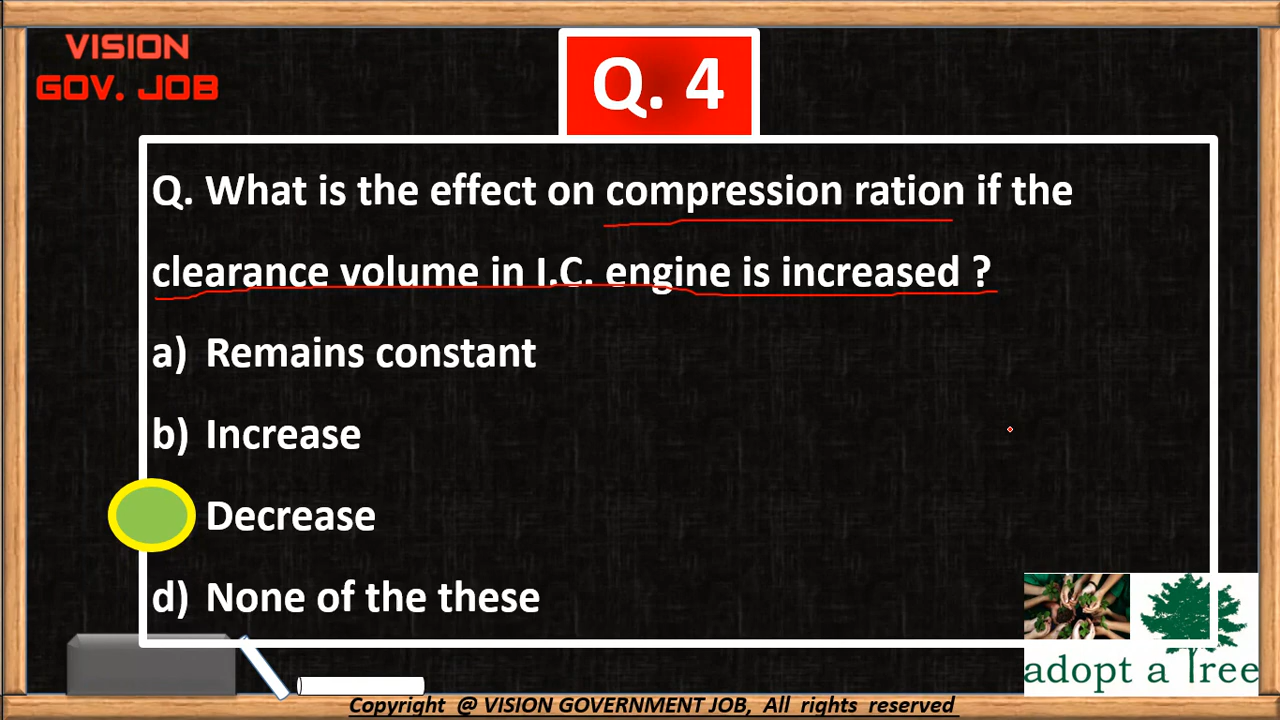 VISION
GOV. JOB
Q. 4
Q. What is the effect on compression ration if the
clearance volume in I.C. engine is increased ?
a) Remains constant
b) Increase
Decrease
d) None of the these
adopt a Tree
Copyright @ VISION GOVERNMENT JOB, All rights reserved